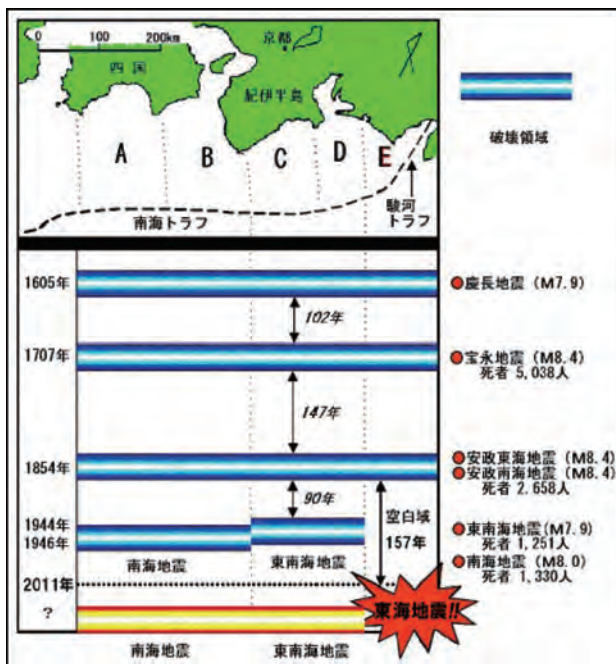 0 100 200km
京都
四国
紀伊半島
A B C D E
南海トラフ
駿河
トラフ
破壊領域
1605年
慶長地震 (M7.9)
102年
1707年
宝永地震 (M8.4)
死者 5,038人
147年
1854年
安政東海地震 (M8.4)
安政南海地震 (M8.4)
死者 2.658人
90年
空白域
157年
1944年
1946年
南海地震
東南海地震
東南海地震(M7.9)
死者 1,251人
南海地震 (M8.0)
死者 1,330人
2011年
東海地震!!
?
南海地震
東南海地震